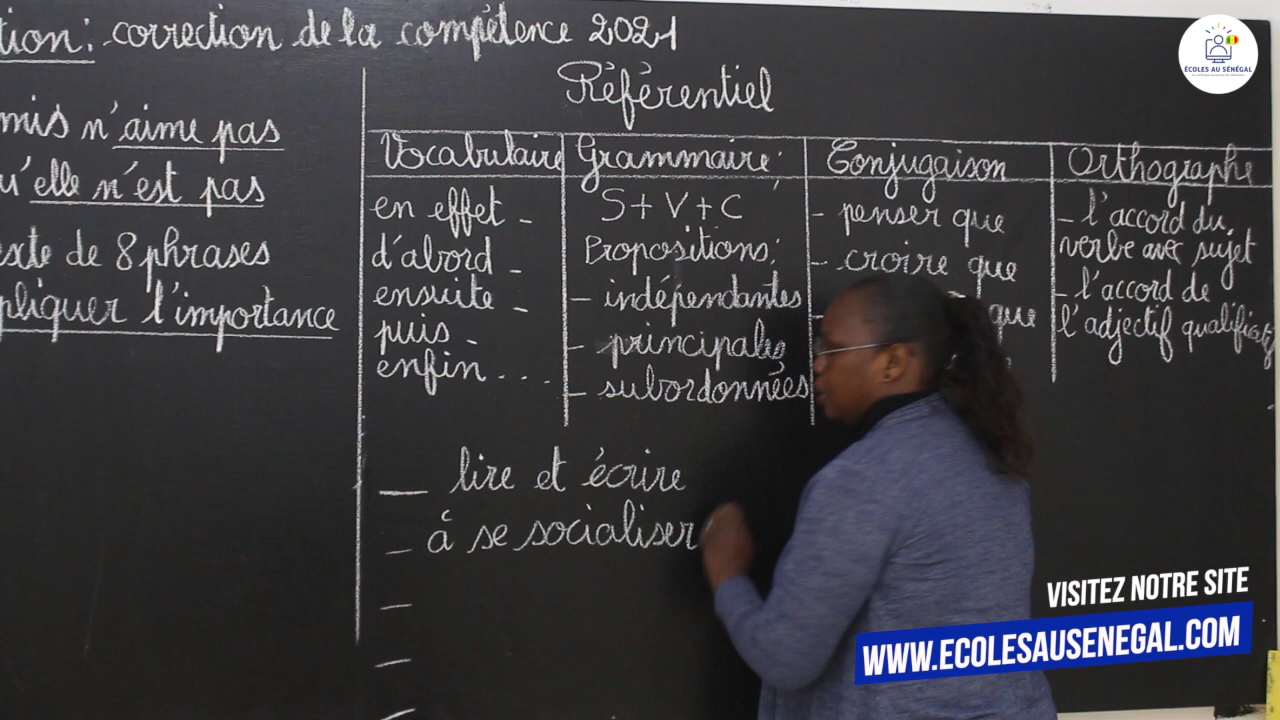 tion: correction de la compétence 2021
mis n'aime pas
u'elle n'est pas
exte de 8 phrases
pliquer l'importance
Référentiel
Vocabulaire
en effet -
d'abord -
ensuite -
puis -
enfin ...
Grammaire:
S + V + C
Propositions:
- indépendantes
- principales
- subordonnées
Conjugaison
- penser que
- croire que
- que
Orthographe
- l'accord du
verbe avec sujet
- l'accord de
l'adjectif qualificatif
- lire et écrire
- à se socialiser
-
-
-
ÉCOLES AU SÉNÉGAL
VISITEZ NOTRE SITE
WWW.ECOLESAUSENEGAL.COM